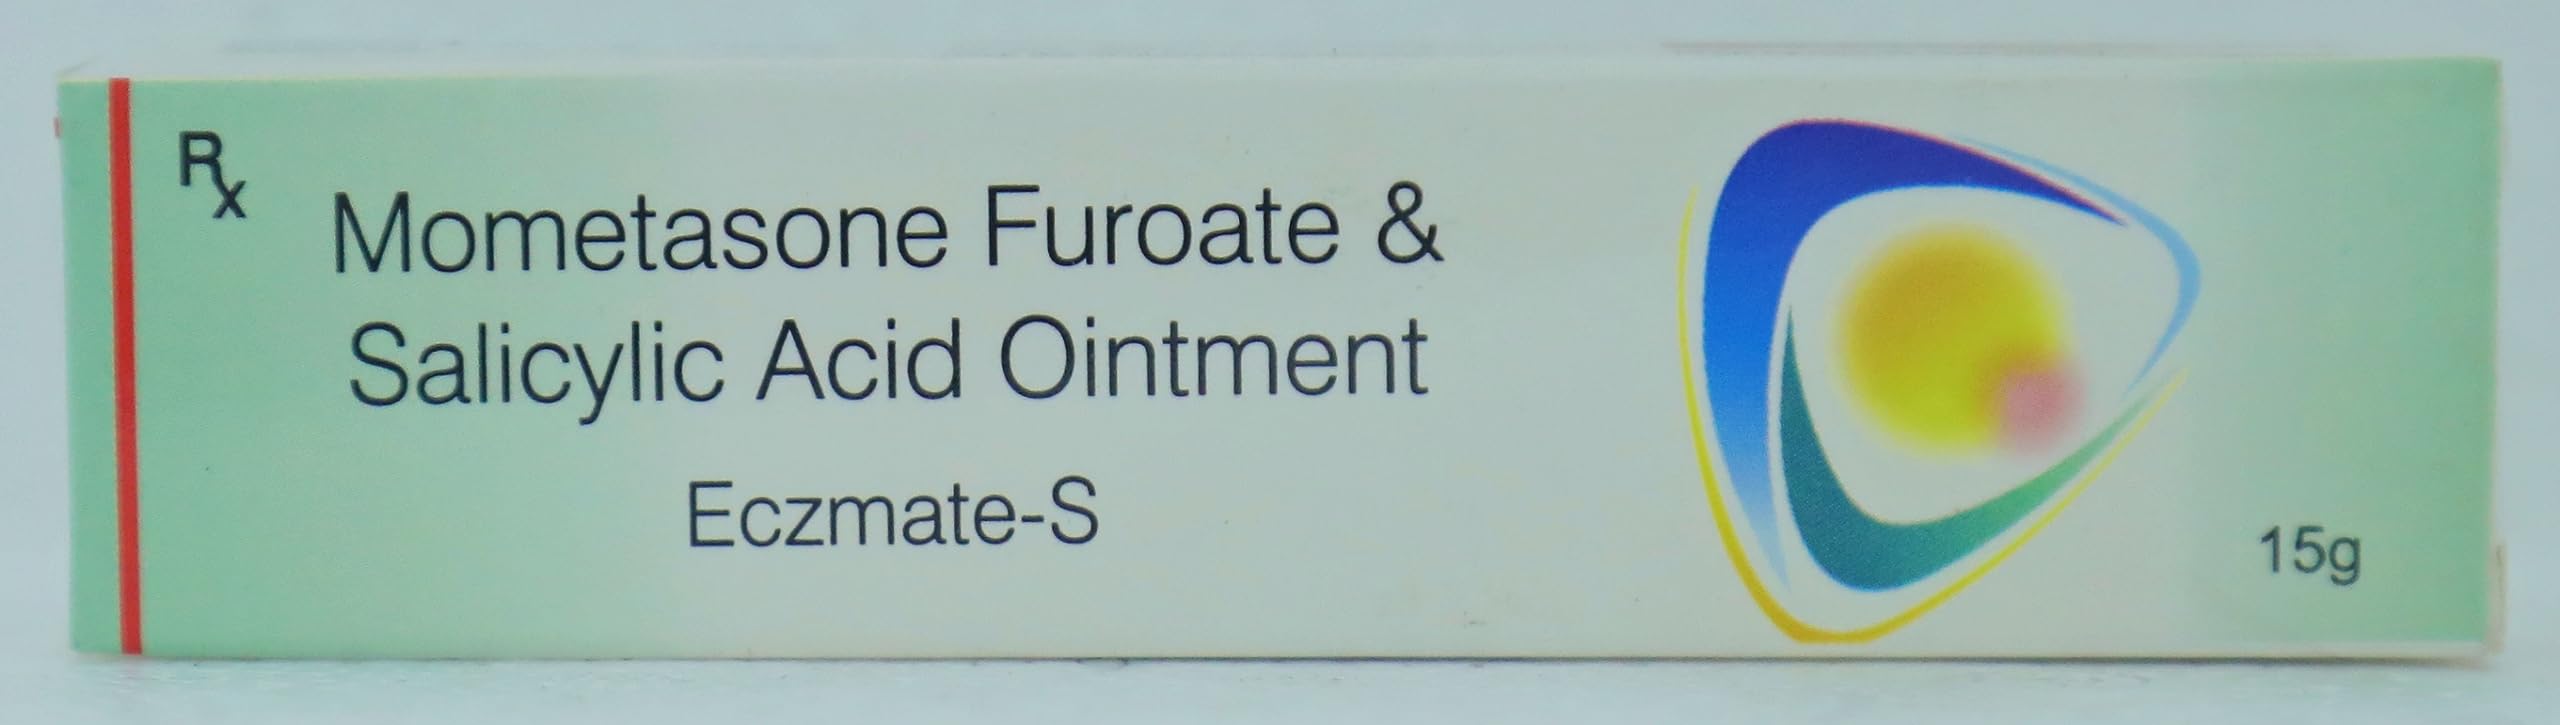 Rx
Mometasone Furoate &
Salicylic Acid Ointment
Eczmate-S
15g